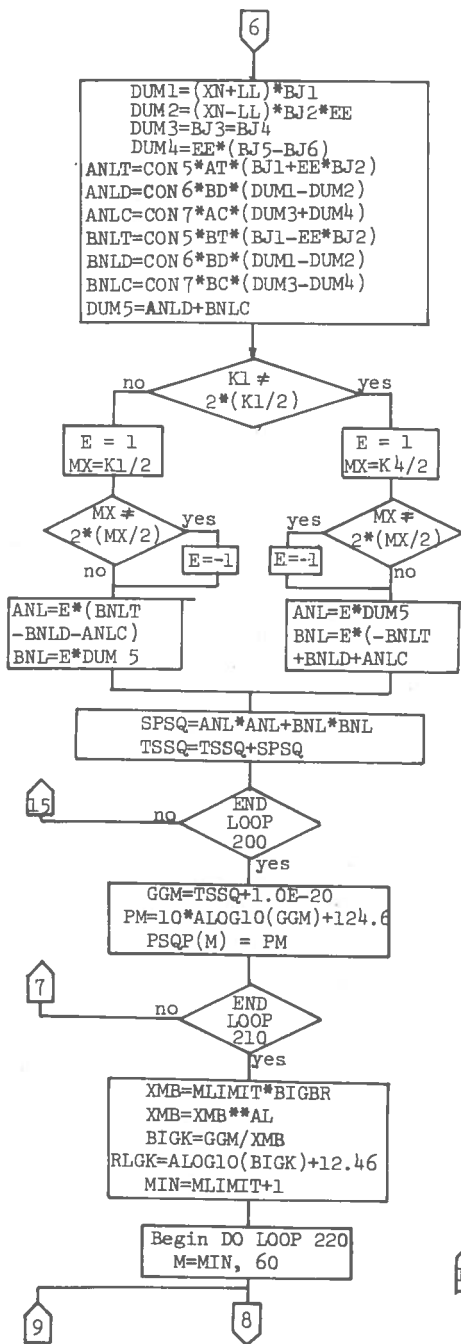 6
DUM1=(XN+LL)*BJ1
DUM2=(XN-LL)*BJ2*EE
DUM3=BJ3=BJ4
DUM4=EE*(BJ5-BJ6)
ANLT=CON5*AT*(BJ1+EE*BJ2)
ANLD=CON6*BD*(DUM1-DUM2)
ANLC=CON7*AC*(DUM3+DUM4)
BNLT=CON5*BT*(BJ1-EE*BJ2)
BNLD=CON6*BD*(DUM1-DUM2)
BNLC=CON7*BC*(DUM3-DUM4)
DUM5=ANLD+BNLC
no
K1 ≠
2*(K1/2)
yes
E = 1
MX=K1/2
E = 1
MX=K4/2
MX ≠
2*(MX/2)
yes
no
E=-1
yes
MX ≠
2*(MX/2)
no
E=-1
ANL=E*(BNLT
-BNLD-ANLC)
BNL=E*DUM 5
ANL=E*DUM5
BNL=E*(-BNLT
+BNLD+ANLC
SPSQ=ANL*ANL+BNL*BNL
TSSQ=TSSQ+SPSQ
15
no
END
LOOP
200
yes
GGM=TSSQ+1.0E-20
PM=10*ALOG10(GGM)+124.6
PSQP(M) = PM
7
no
END
LOOP
210
yes
XMB=MLIMIT*BIGBR
XMB=XMB**AL
BIGK=GGM/XMB
RLGK=ALOG10(BIGK)+12.46
MIN=MLIMIT+1
Begin DO LOOP 220
M=MIN, 60
9
8